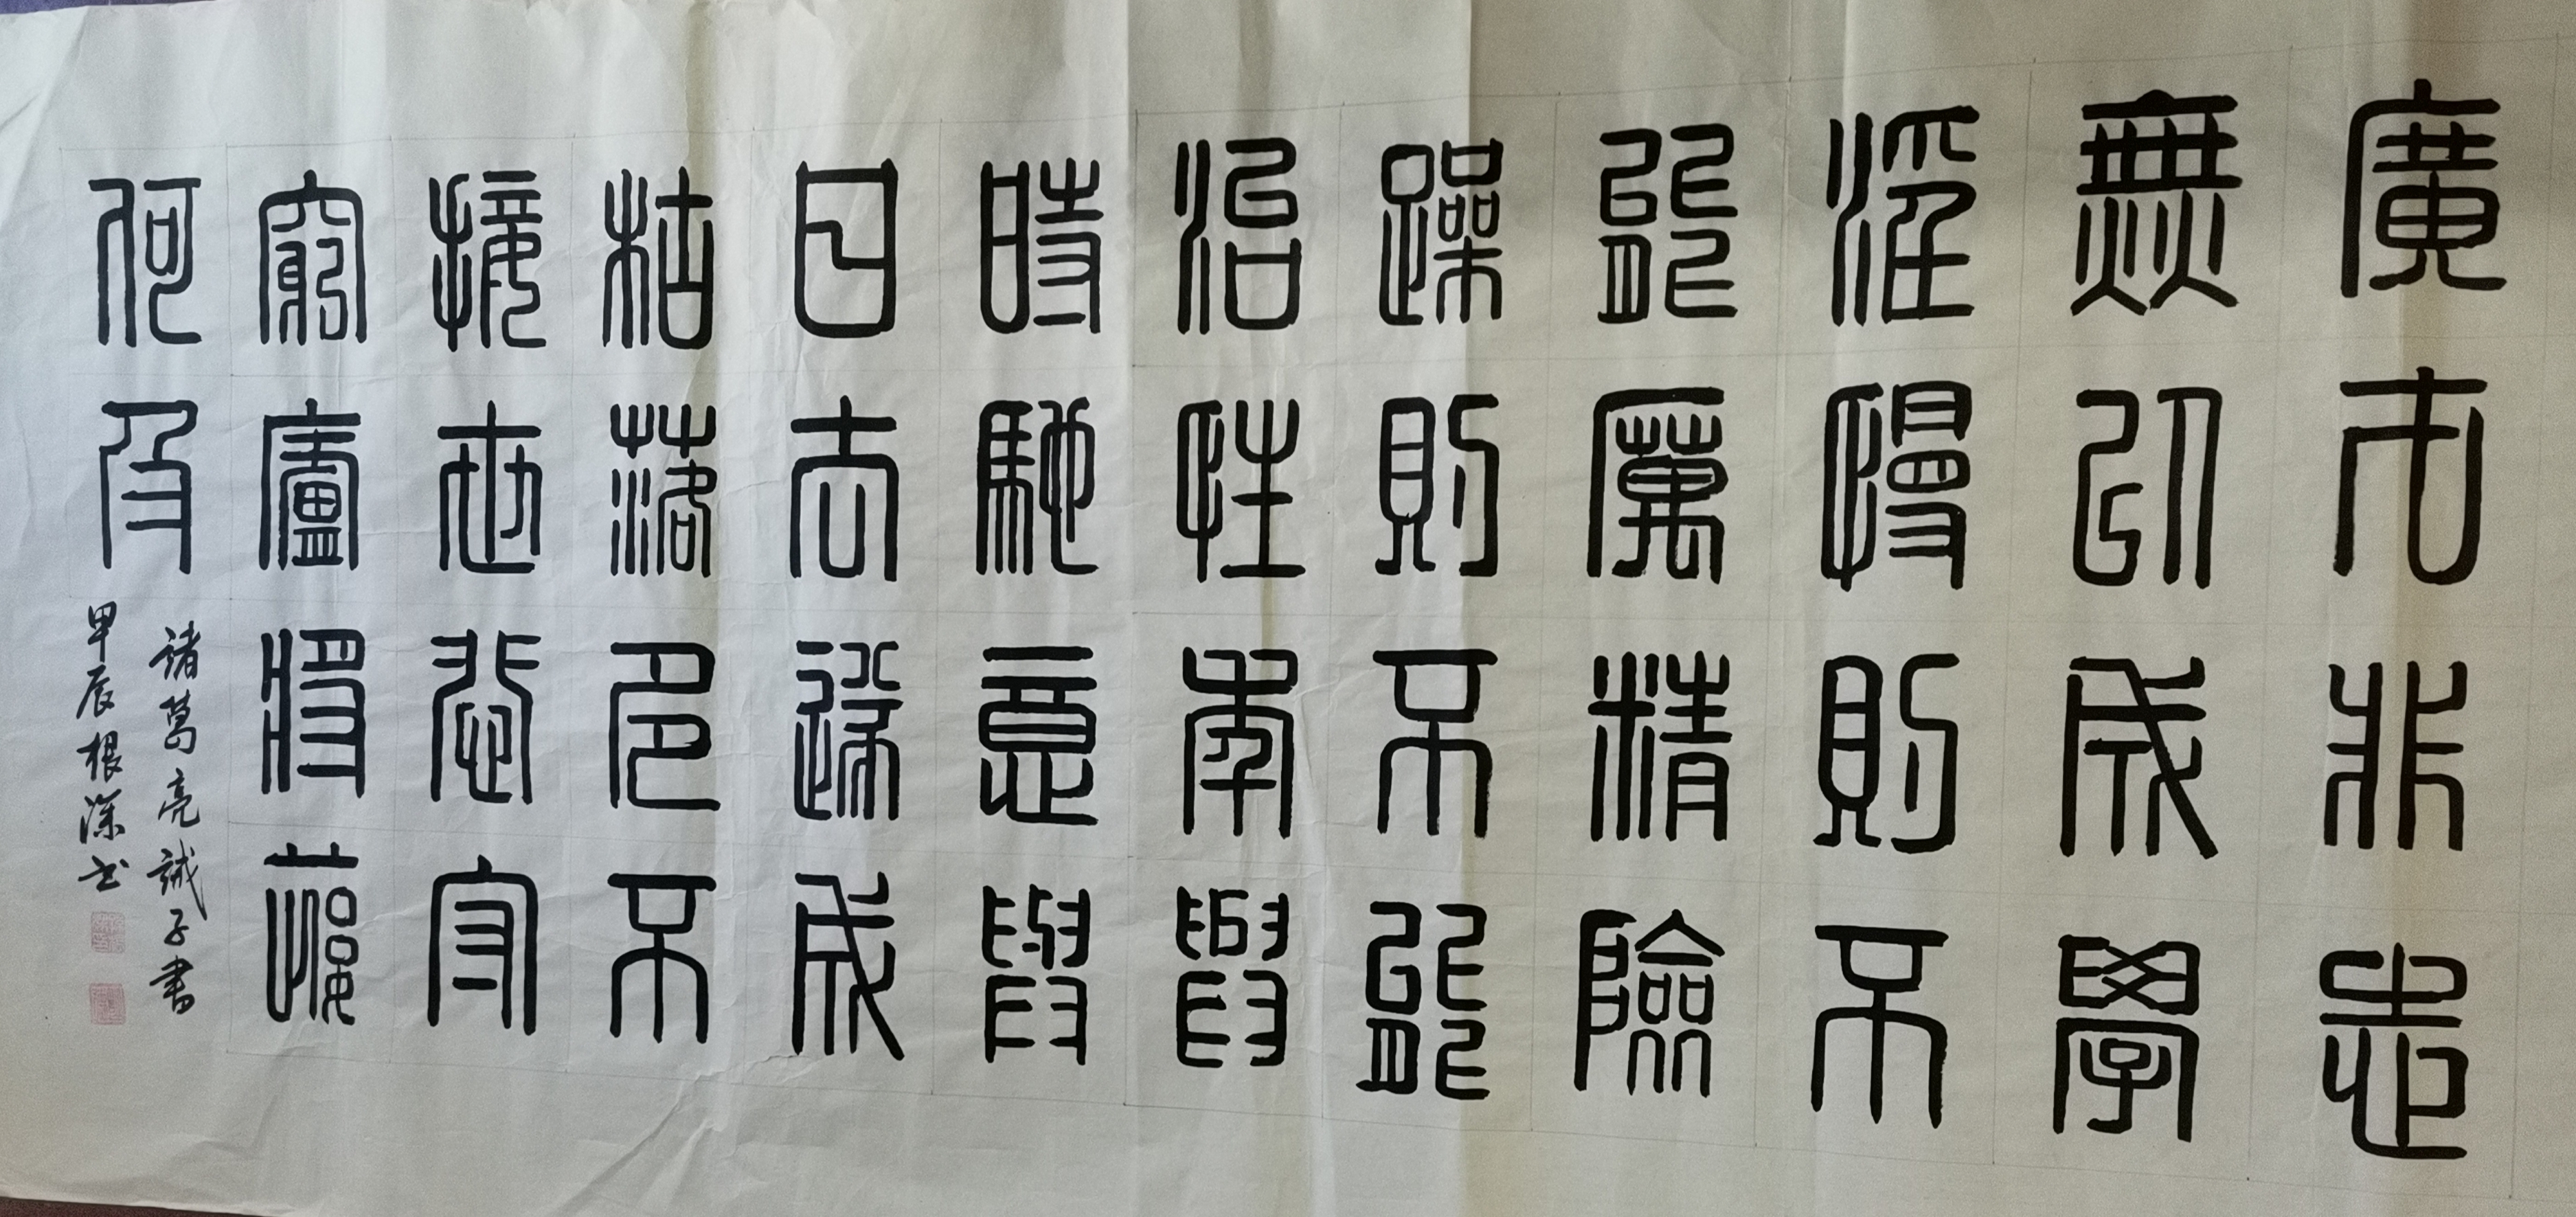 廣才非志
無以成學
淫慢則不
能厲精險
躁則不能
治性年與
時馳意與
日去遂成
枯落多不
接世悲守
窮廬將復
何及
諸葛亮誡子書
甲辰根深书